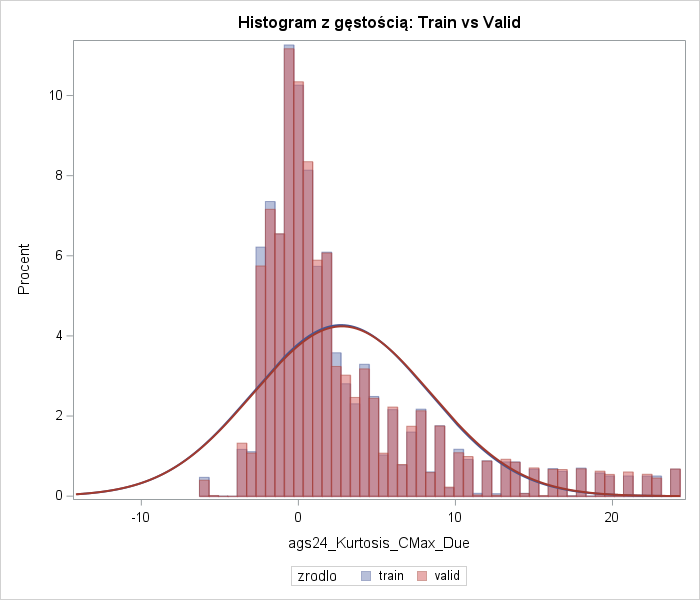 Histogram z gęstością: Train vs Valid
10
8
6
4
2
0
Procent
-10 0 10 20
ags24_Kurtosis_CMax_Due
zrodlo train valid